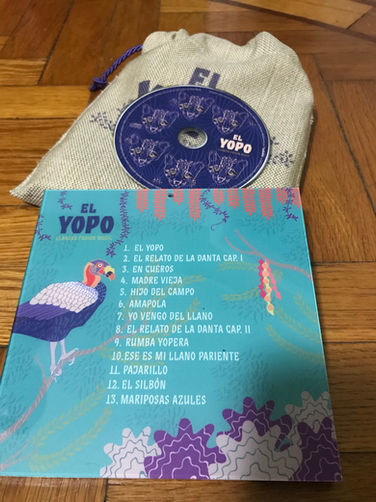 EL
EL
YOPO
EL
YOPO
LLANERA FUSION MUSIC
1. EL YOPO
2. EL RELATO DE LA DANTA CAP. I
3. EN CUEROS
4. MADRE VIEJA
5. HIJO DEL CAMPO
6. AMAPOLA
7. YO VENGO DEL LLANO
8. EL RELATO DE LA DANTA CAP. II
9. RUMBA YOPERA
10. ESE ES MI LLANO PARIENTE
11. PAJARILLO
12. EL SILBÓN
13. MARIPOSAS AZULES